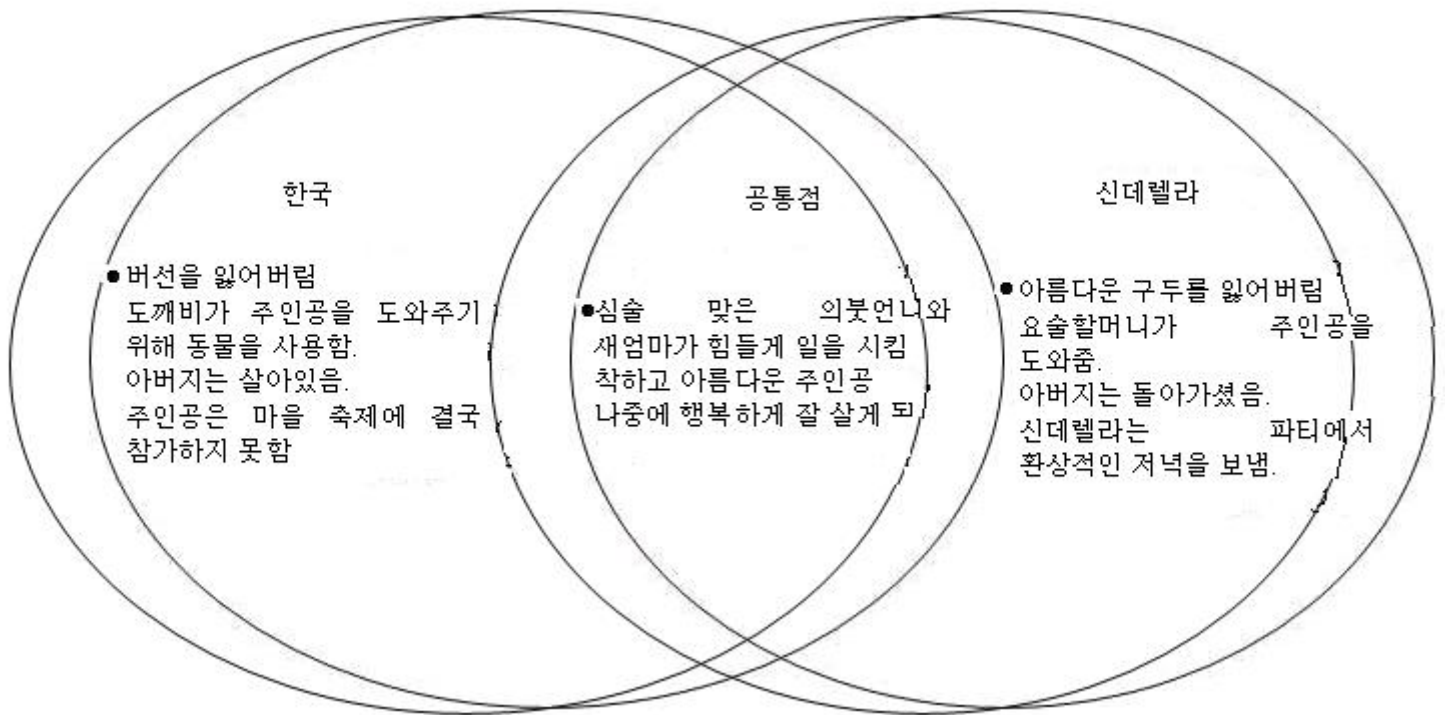 한국
● 버선을 잃어버림
도깨비가 주인공을 도와주기
위해 동물을 사용함.
아버지는 살아있음.
주인공은 마을 축제에 결국
참가하지 못함
공통점
● 심술 맞은 의붓언니와
새엄마가 힘들게 일을 시킴
착하고 아름다운 주인공
나중에 행복하게 잘 살게 되
신데렐라
● 아름다운 구두를 잃어버림
요술할머니가 주인공을
도와줌.
아버지는 돌아가셨음.
신데렐라는 파티에서
환상적인 저녁을 보냄.